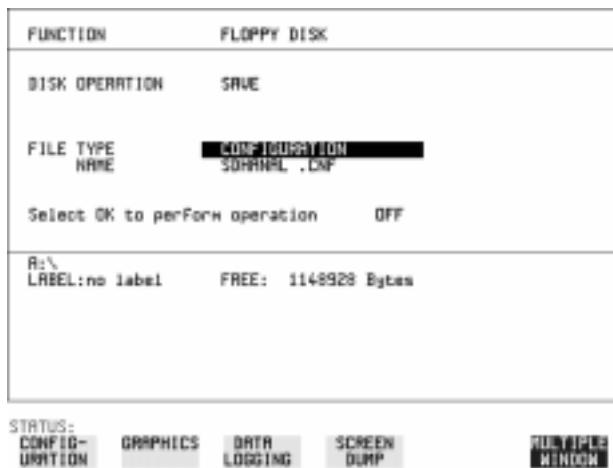 FUNCTION FLOPPY DISK
DISK OPERATION SAVE
FILE TYPE CONFIGURATION
NAME SDHANAL .CNF
Select OK to perform operation OFF
A:\
LABEL:no label FREE: 1148928 Bytes
STATUS:
CONFIG- GRAPHICS DATA SCREEN MULTIPLE
URATION LOGGING DUMP WINDOW